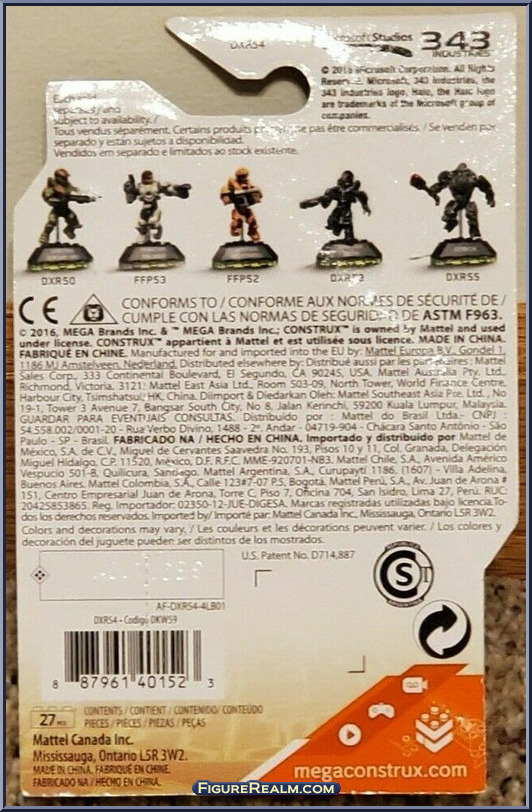 DXR54
Studios 343
INDUSTRIES
© 2015 Microsoft Corporation. All Rights
Microsoft, 343 Industries, the
343 Industries logo, Halo, the Halo logo
are trademarks of the Microsoft group of
companies.
subject to availability. /
Tous vendus séparément. Certains produits pas être commercialisés. / Se venden por
separado y están sujetos a disponibilidad.
Vendidos em separado e limitados ao stock existente.
DXR50 FFP53 FFP52 DXR55
CE CONFORMS TO / CONFORME AUX NORMES DE SÉCURITÉ DE /
CUMPLE CON LAS NORMAS DE SEGURIDAD DE ASTM F963.
© 2016, MEGA Brands Inc. & ™ MEGA Brands Inc.; CONSTRUX™ is owned by Mattel and used
under license. CONSTRUX™ appartient à Mattel et est utilisée sous licence. MADE IN CHINA.
FABRIQUÉ EN CHINE. Manufactured for and imported into the EU by: Mattel Europa B.V., Gondel 1,
1186 MJ Amstelveen, Nederland. Distributed elsewhere by: Distribué aussi par les partenaires : Mattel
Sales Corp., 333 Continental Boulevard, El Segundo, CA 90245, USA. Mattel Australia Pty. Ltd.,
Richmond, Victoria. 3121. Mattel East Asia Ltd., Room 503-09, North Tower, World Finance Centre,
Harbour City, Tsimshatsui, HK, China. Diimport & Diedarkan Oleh: Mattel Southeast Asia Pte. Ltd., No
19-1, Tower 3 Avenue 7, Bangsar South City, No 8, Jalan Kerinchi, 59200 Kuala Lumpur, Malaysia.
GUARDAR PARA EVENTUAIS CONSULTAS. Distribuido por : Mattel do Brasil Ltda.- CNPJ :
54.558.002/0001-20 - Rua Verbo Divino, 1488 - 2º. Andar - 04719-904 - Chácara Santo Antônio - São
Paulo - SP - Brasil. FABRICADO NA / HECHO EN CHINA. Importado y distribuido por Mattel de
México, S.A. de C.V., Miguel de Cervantes Saavedra No. 193, Pisos 10 y 11, Col. Granada, Delegación
Miguel Hidalgo, C.P. 11520, México, D.F. R.F.C. MME-920701-NB3. Mattel Chile, S.A., Avenida Américo
Vespucio 501-B, Quilicura, Santiago. Mattel Argentina, S.A., Curupaytí 1186, (1607) - Villa Adelina,
Buenos Aires. Mattel Colombia, S.A., Calle 123#7-07 P.5, Bogotá. Mattel Perú, S.A., Av. Juan de Arona #
151, Centro Empresarial Juan de Arona, Torre C, Piso 7, Oficina 704, San Isidro, Lima 27, Perú. RUC:
20425853865. Reg. Importador: 02350-12-JUE-DIGESA. Marcas registradas utilizadas bajo licencia. To-
dos los derechos reservados. Imported by/ Importé par: Mattel Canada Inc., Mississauga, Ontario L5R 3W2.
Colors and decorations may vary. / Les couleurs et les décorations peuvent varier. / Los colores y
decoración del juguete pueden ser distintos de los mostrados.
U.S. Patent No. D714,887
AF-DXR54-4LB01
DXR54 - Codigo DKW59
8 87961 40152 3
27 PCS
CONTENTS / CONTENT / CONTENIDO/ CONTEÚDO
PIECES / PIÈCES / PIEZAS / PEÇAS
Mattel Canada Inc.
Mississauga, Ontario L5R 3W2.
MADE IN CHINA. FABRIQUÉ EN CHINE.
FABRICADO NA / HECHO EN CHINA.
megaconstrux.com
FigureRealm.com